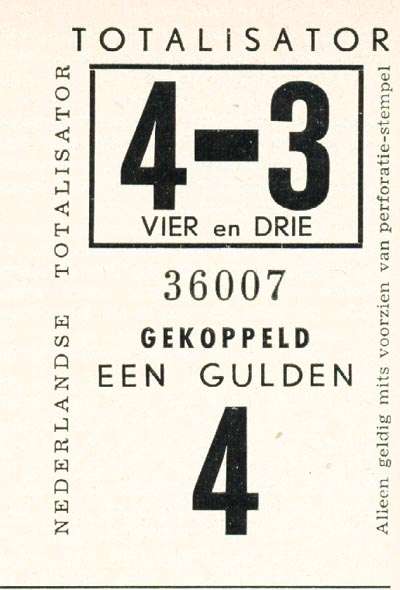 TOTALiSATOR
4-3
VIER en DRIE
36007
GEKOPPELD
EEN GULDEN
4
NEDERLANDSE TOTALISATOR
Alleen geldig mits voorzien van perforatie-stempel